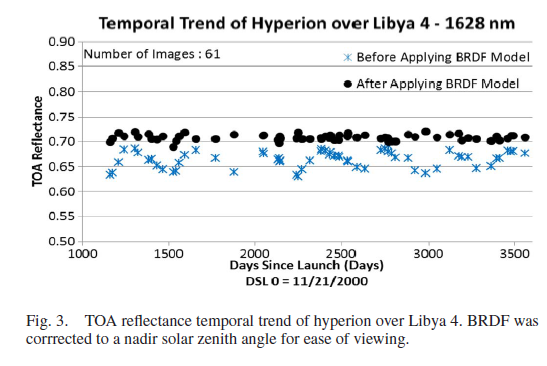 Temporal Trend of Hyperion over Libya 4 - 1628 nm
Number of Images : 61
Before Applying BRDF Model
After Applying BRDF Model
TOA Reflectance
0.90
0.85
0.80
0.75
0.70
0.65
0.60
0.55
0.50
1000 1500 2000 2500 3000 3500
Days Since Launch (Days)
DSL 0 = 11/21/2000
Fig. 3. TOA reflectance temporal trend of hyperion over Libya 4. BRDF was
corrrected to a nadir solar zenith angle for ease of viewing.